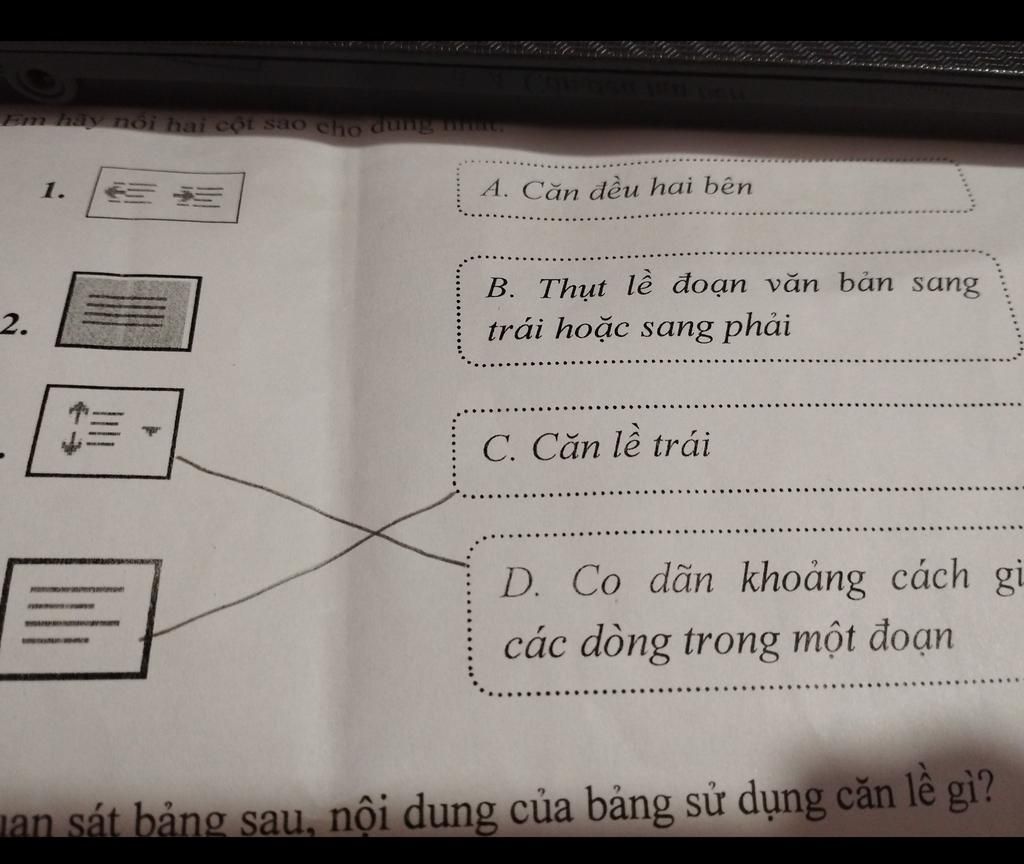 Em hãy nối hai cột sao cho đúng nhất.
1.
A. Căn đều hai bên
2.
B. Thụt lề đoạn văn bản sang
trái hoặc sang phải
C. Căn lề trái
D. Co dãn khoảng cách gi
các dòng trong một đoạn
uan sát bảng sau, nội dung của bảng sử dụng căn lề gì?